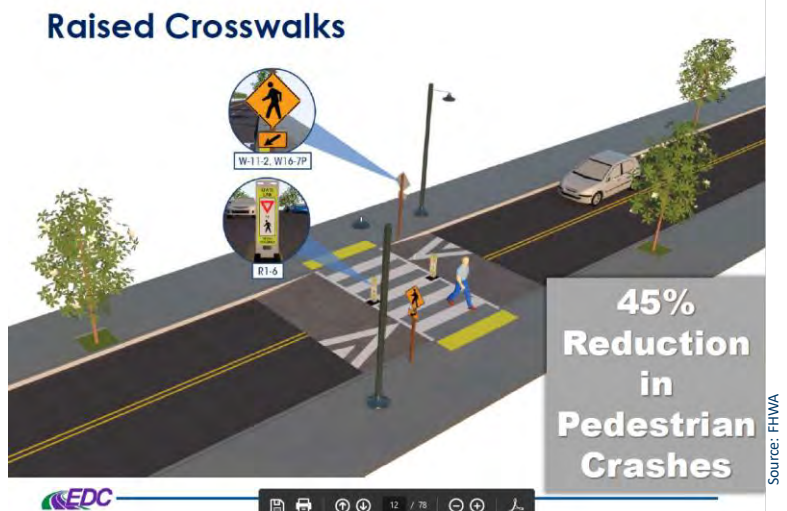 Raised Crosswalks
W-11-2, W16-7P
R1-6
45%
Reduction
in
Pedestrian
Crashes
Source: FHWA
EDC
12 / 78